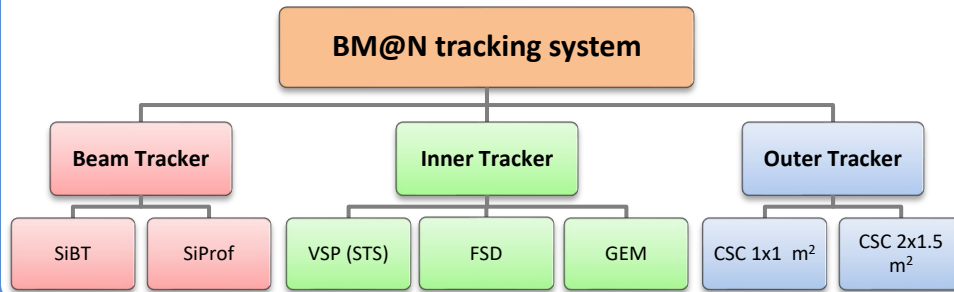 BM@N tracking system
Beam Tracker
Inner Tracker
Outer Tracker
SiBT
SiProf
VSP (STS)
FSD
GEM
CSC 1x1 m²
CSC 2x1.5
m²